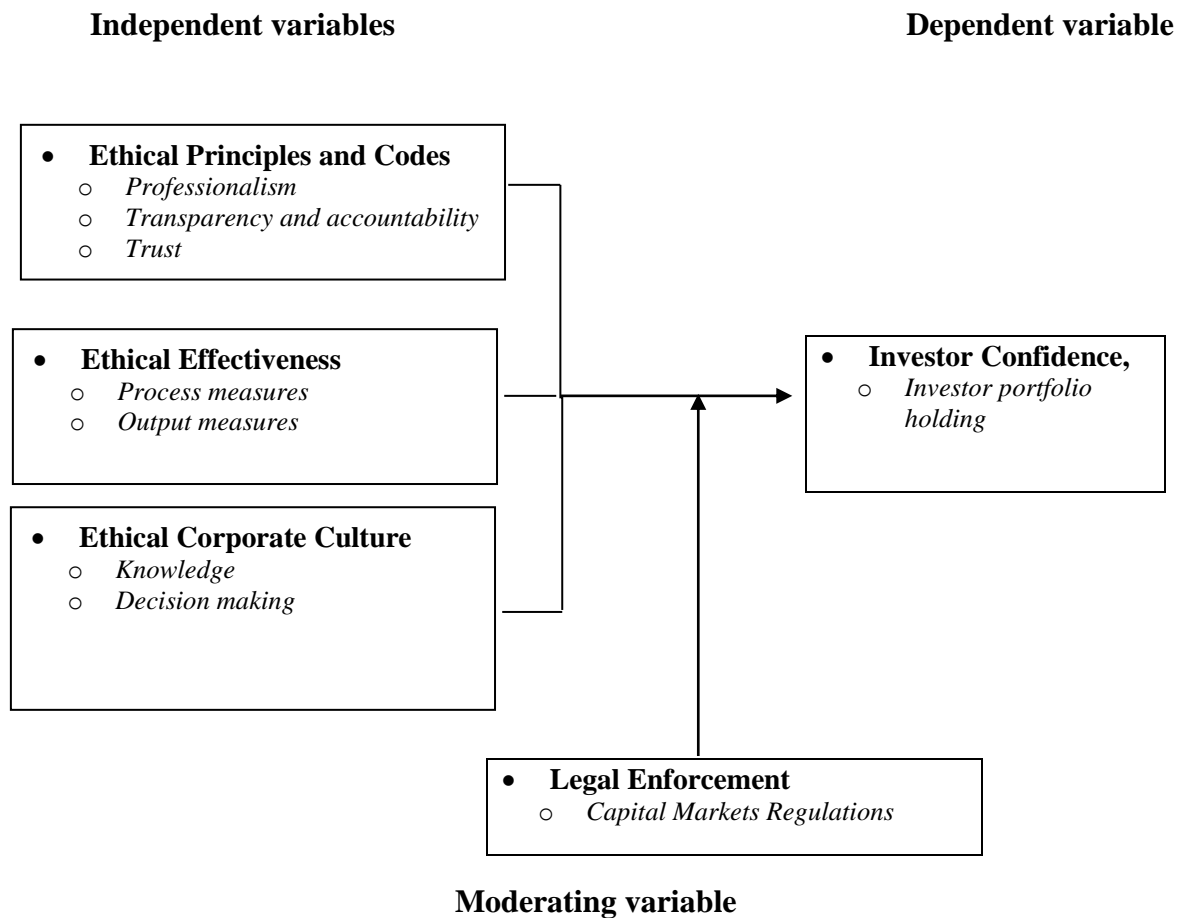 Independent variables
Dependent variable
• Ethical Principles and Codes
o Professionalism
o Transparency and accountability
o Trust
• Ethical Effectiveness
o Process measures
o Output measures
• Ethical Corporate Culture
o Knowledge
o Decision making
• Investor Confidence,
o Investor portfolio
holding
• Legal Enforcement
o Capital Markets Regulations
Moderating variable